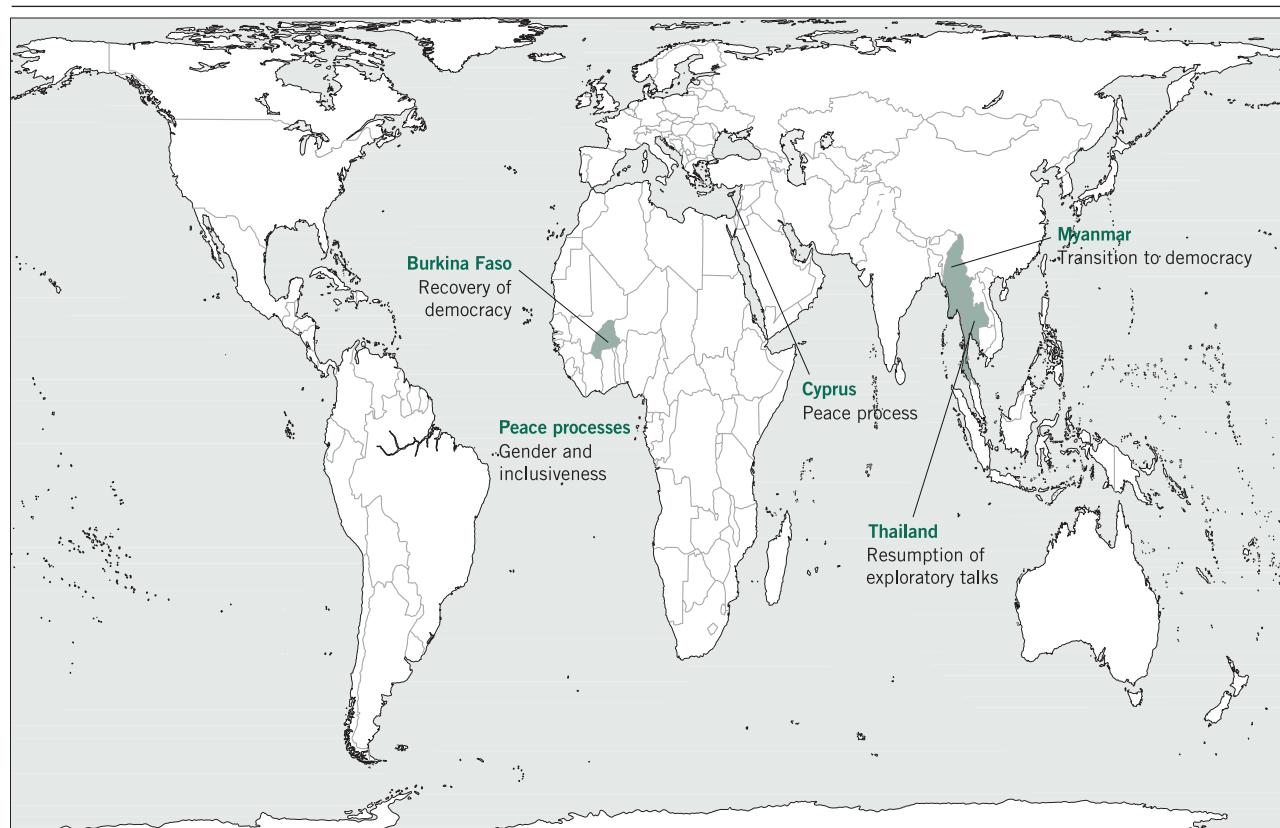 Burkina Faso
Recovery of
democracy
Peace processes
Gender and
inclusiveness
Cyprus
Peace process
Myanmar
Transition to democracy
Thailand
Resumption of
exploratory talks